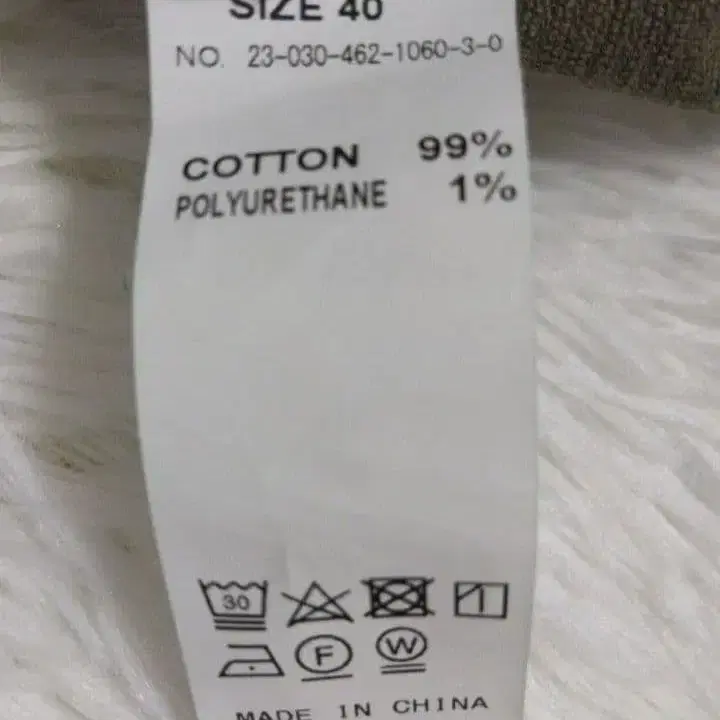 SIZE 40
NO. 23-030-462-1060-3-0
COTTON 99%
POLYURETHANE 1%
30
F W
MADE IN CHINA